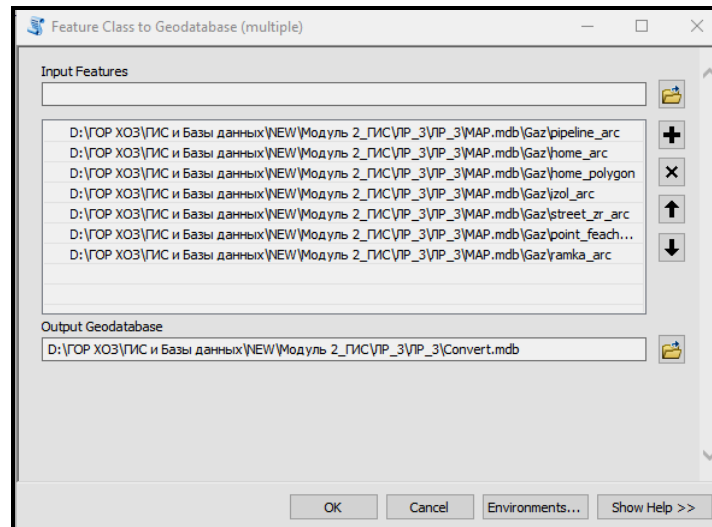 Feature Class to Geodatabase (multiple)
Input Features
D:\ГОР ХОЗ\ГИС и Базы данных\NEW\Модуль 2_ГИС\ЛР_3\ЛР_3\MAP.mdb\Gaz\pipeline_arc
D:\ГОР ХОЗ\ГИС и Базы данных\NEW\Модуль 2_ГИС\ЛР_3\ЛР_3\MAP.mdb\Gaz\home_arc
D:\ГОР ХОЗ\ГИС и Базы данных\NEW\Модуль 2_ГИС\ЛР_3\ЛР_3\MAP.mdb\Gaz\home_polygon
D:\ГОР ХОЗ\ГИС и Базы данных\NEW\Модуль 2_ГИС\ЛР_3\ЛР_3\MAP.mdb\Gaz\izol_arc
D:\ГОР ХОЗ\ГИС и Базы данных\NEW\Модуль 2_ГИС\ЛР_3\ЛР_3\MAP.mdb\Gaz\street_zr_arc
D:\ГОР ХОЗ\ГИС и Базы данных\NEW\Модуль 2_ГИС\ЛР_3\ЛР_3\MAP.mdb\Gaz\point_feach...
D:\ГОР ХОЗ\ГИС и Базы данных\NEW\Модуль 2_ГИС\ЛР_3\ЛР_3\MAP.mdb\Gaz\ramka_arc
Output Geodatabase
D:\ГОР ХОЗ\ГИС и Базы данных\NEW\Модуль 2_ГИС\ЛР_3\ЛР_3\Convert.mdb
OK Cancel Environments... Show Help >>